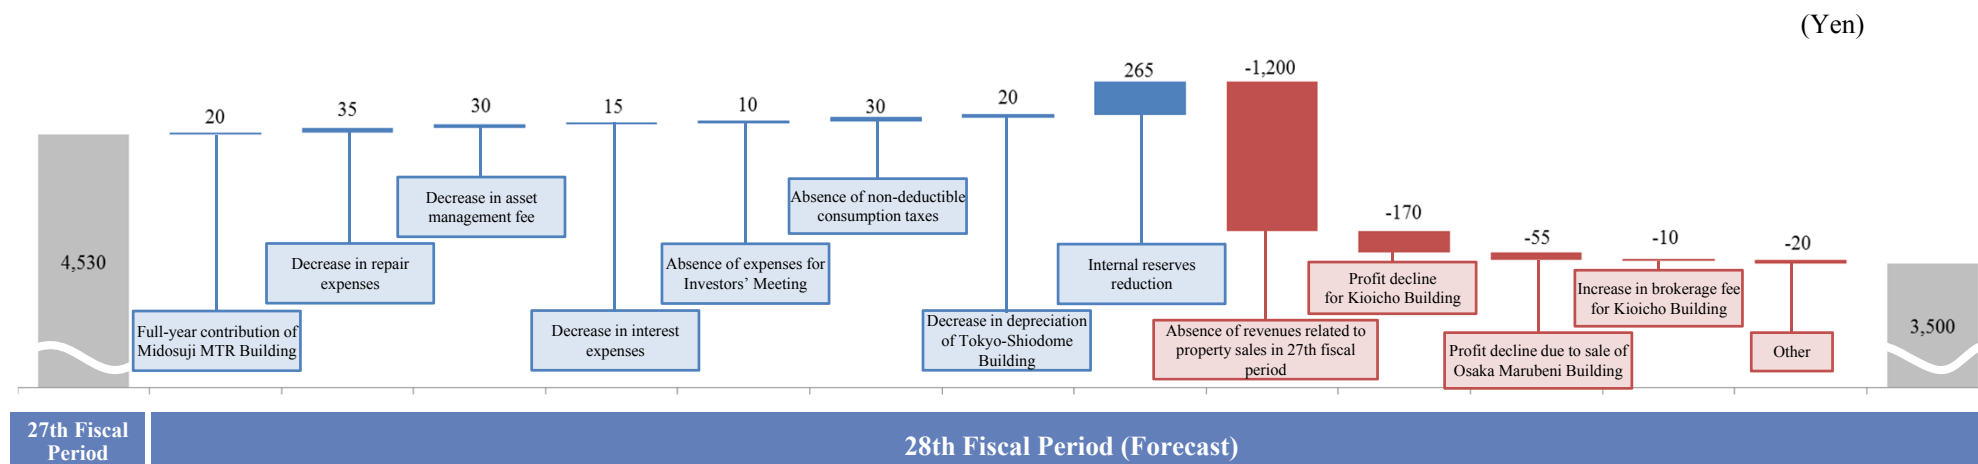 (Yen)
4,530
20
Full-year contribution of
Midosuji MTR Building
35
Decrease in repair
expenses
30
Decrease in asset
management fee
15
Decrease in interest
expenses
10
Absence of expenses for
Investors’ Meeting
30
Absence of non-deductible
consumption taxes
20
Decrease in depreciation
of Tokyo-Shiodome
Building
265
Internal reserves
reduction
-1,200
Absence of revenues related to
property sales in 27th fiscal
period
-170
Profit decline
for Kioicho Building
-55
Profit decline due to sale of
Osaka Marubeni Building
-10
Increase in brokerage fee
for Kioicho Building
-20
Other
3,500
27th Fiscal
Period
28th Fiscal Period (Forecast)